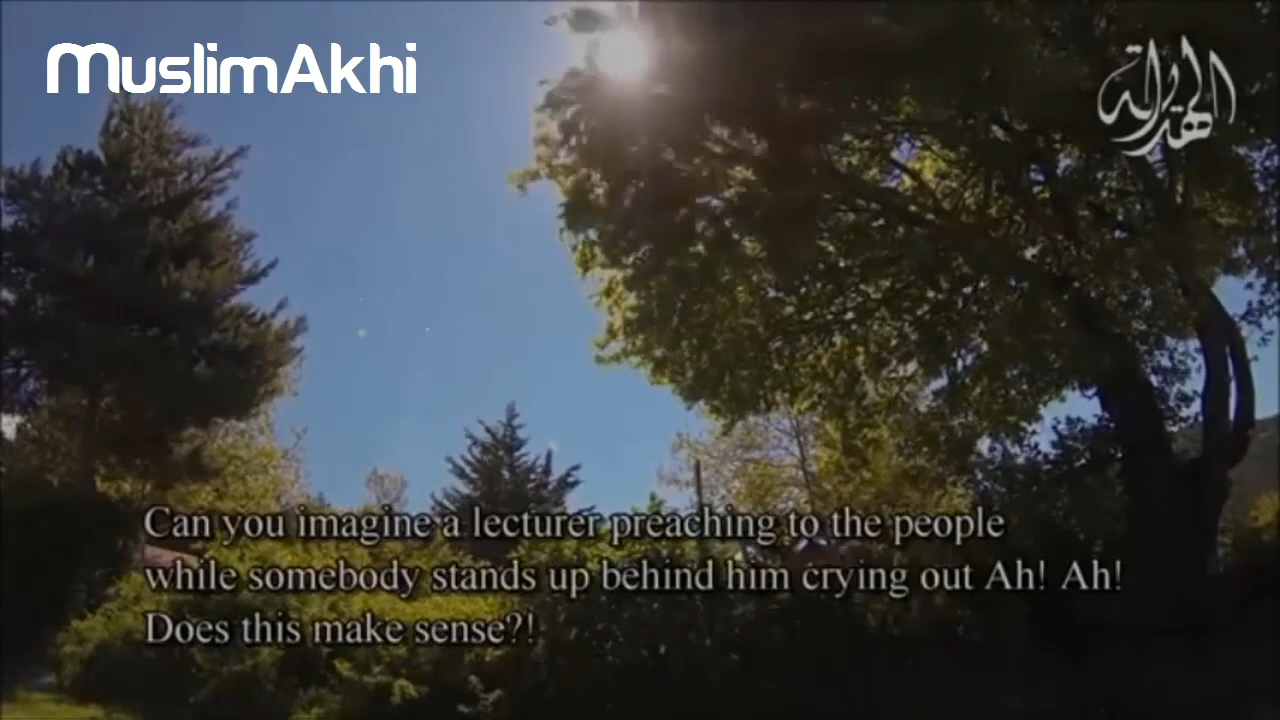 MuslimAkhi
الهداية
Can you imagine a lecturer preaching to the people
while somebody stands up behind him crying out Ah! Ah!
Does this make sense?!